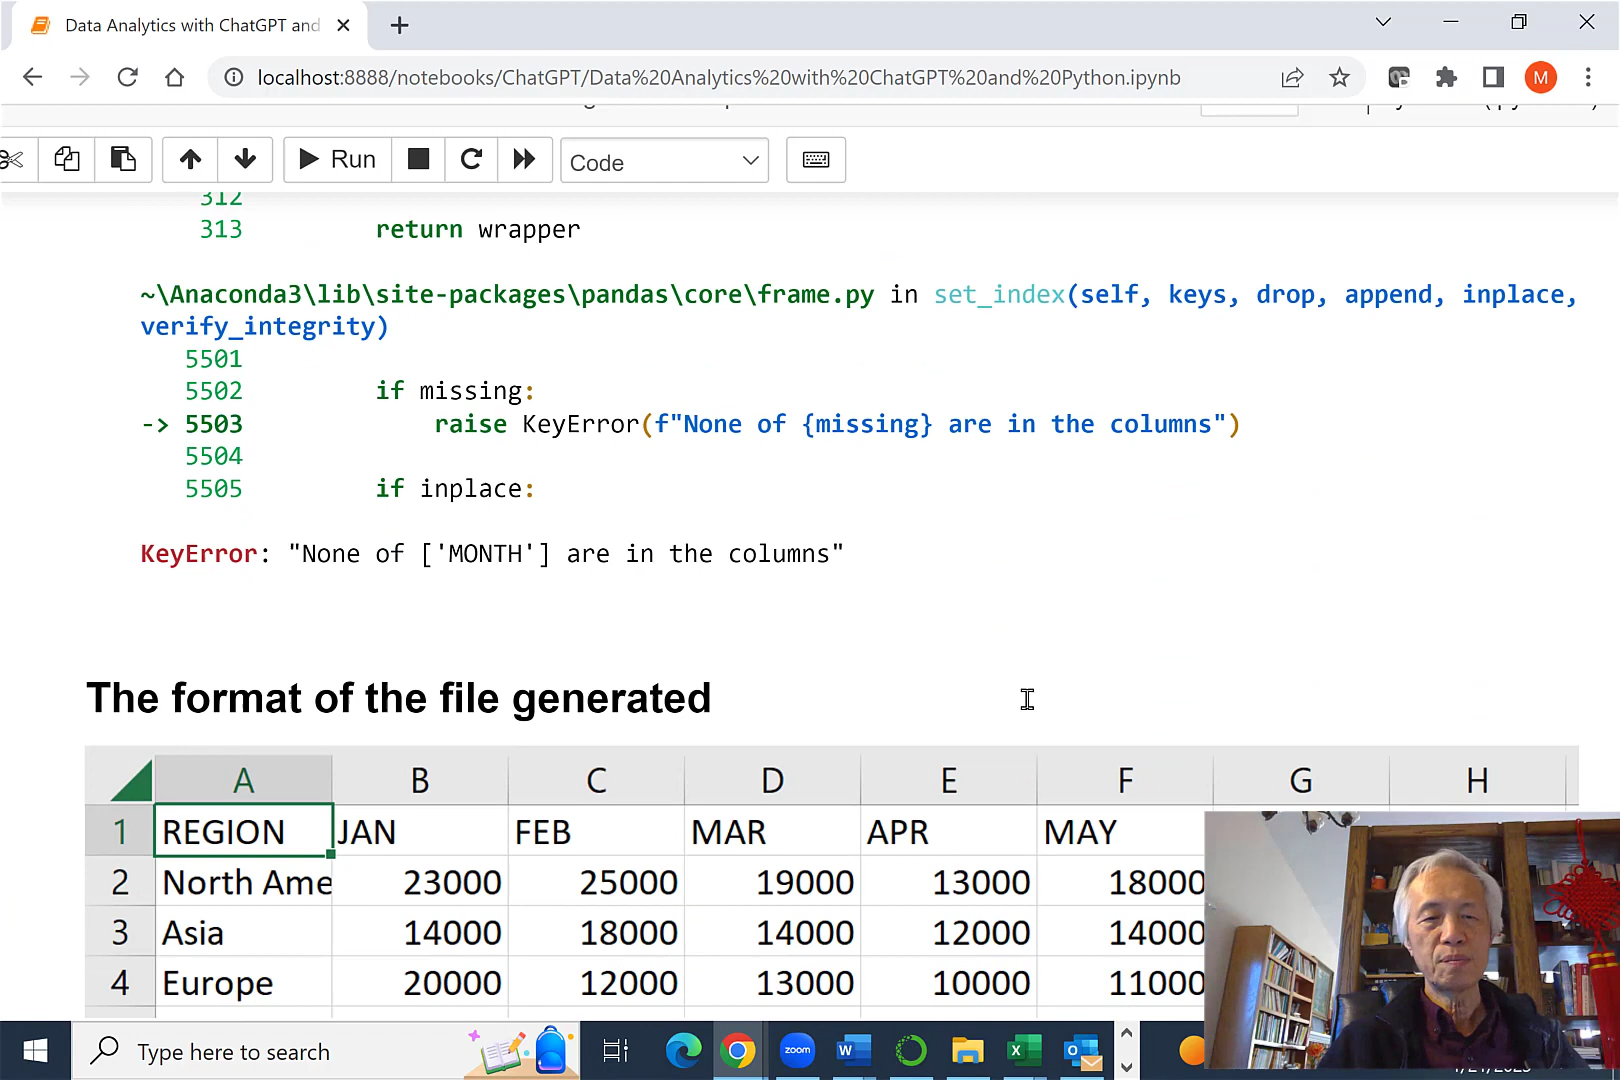 Data Analytics with ChatGPT and
localhost:8888/notebooks/ChatGPT/Data%20Analytics%20with%20ChatGPT%20and%20Python.ipynb
M
Run
Code
312
313 return wrapper
~\Anaconda3\lib\site-packages\pandas\core\frame.py in set_index(self, keys, drop, append, inplace,
verify_integrity)
5501
5502 if missing:
-> 5503 raise KeyError(f"None of {missing} are in the columns")
5504
5505 if inplace:
KeyError: "None of ['MONTH'] are in the columns"
The format of the file generated
A B C D E F G H
1 REGION JAN FEB MAR APR MAY
2 North Ame 23000 25000 19000 13000 18000
3 Asia 14000 18000 14000 12000 14000
4 Europe 20000 12000 13000 10000 11000
Type here to search
zoom